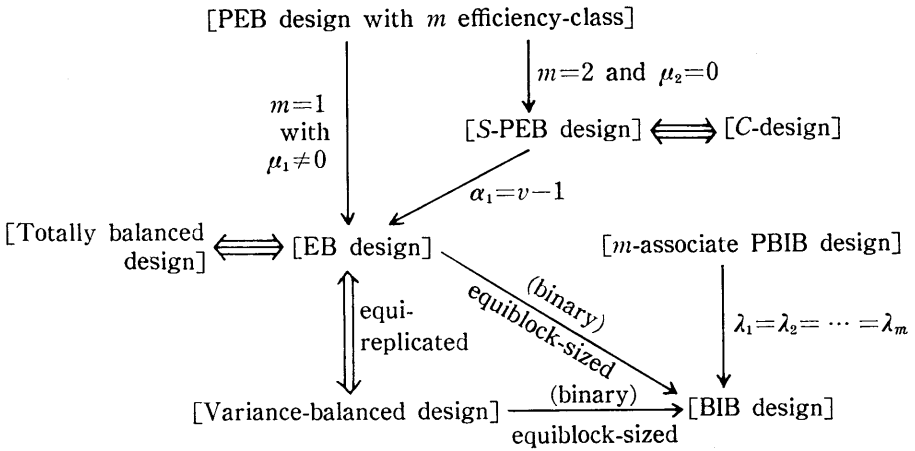 [PEB design with m efficiency-class]
m=2 and μ₂=0
m=1
with
μ₁≠0
[S-PEB design]
[C-design]
α₁=v−1
[Totally balanced
design]
[EB design]
[m-associate PBIB design]
(binary)
equiblock-sized
equi-
replicated
λ₁=λ₂= ⋯ =λₘ
[Variance-balanced design]
(binary)
equiblock-sized
[BIB design]